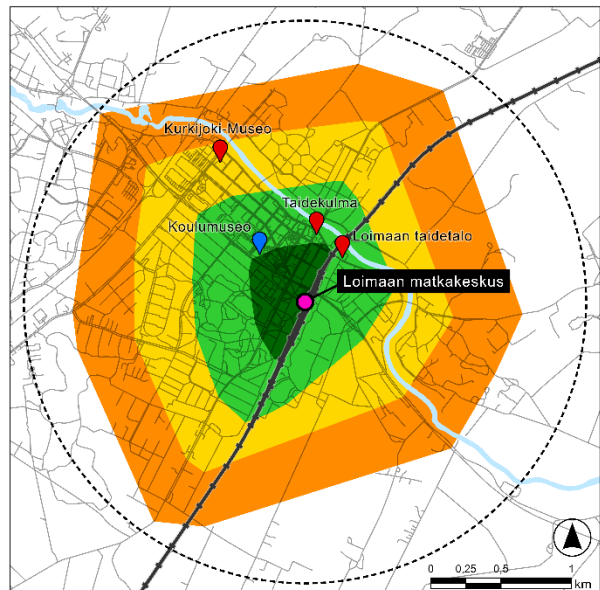 Kurkijoki-Museo
Taidekulma
Koulumuseo
Loimaan taidetalo
Loimaan matkakeskus
0 0,25 0,5 1
km